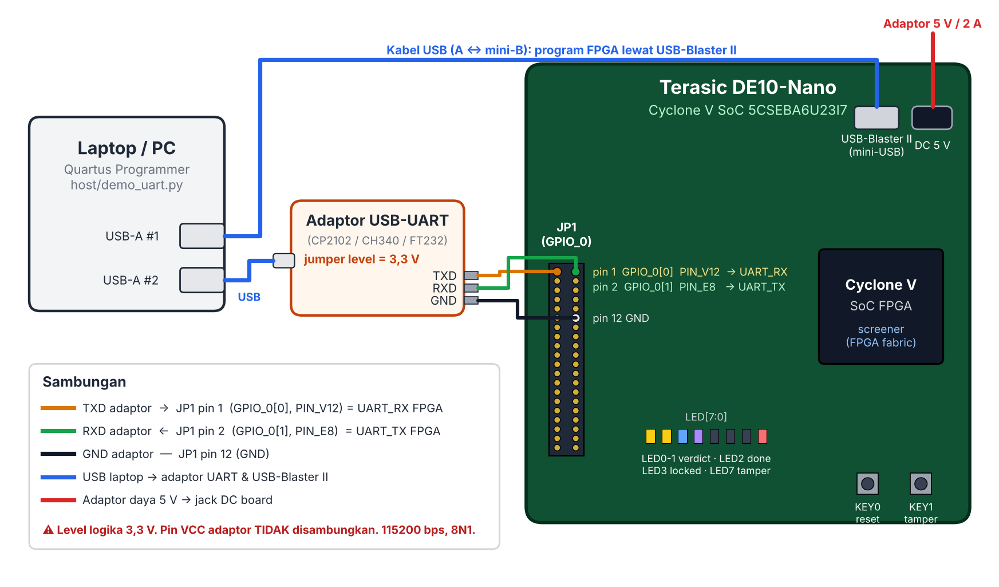 Adaptor 5 V / 2 A
Kabel USB (A ↔ mini-B): program FPGA lewat USB-Blaster II
Terasic DE10-Nano
Cyclone V SoC 5CSEBA6U23I7
USB-Blaster II
(mini-USB)
DC 5 V
Laptop / PC
Quartus Programmer
host/demo_uart.py
USB-A #1
USB-A #2
USB
Adaptor USB-UART
(CP2102 / CH340 / FT232)
jumper level = 3,3 V
TXD
RXD
GND
JP1
(GPIO_0)
pin 1 GPIO_0[0] PIN_V12 → UART_RX
pin 2 GPIO_0[1] PIN_E8 → UART_TX
pin 12 GND
Cyclone V
SoC FPGA
screener
(FPGA fabric)
LED[7:0]
LED0-1 verdict · LED2 done
LED3 locked · LED7 tamper
KEY0
reset
KEY1
tamper
Sambungan
TXD adaptor → JP1 pin 1 (GPIO_0[0], PIN_V12) = UART_RX FPGA
RXD adaptor ← JP1 pin 2 (GPIO_0[1], PIN_E8) = UART_TX FPGA
GND adaptor — JP1 pin 12 (GND)
USB laptop → adaptor UART & USB-Blaster II
Adaptor daya 5 V → jack DC board
⚠ Level logika 3,3 V. Pin VCC adaptor TIDAK disambungkan. 115200 bps, 8N1.